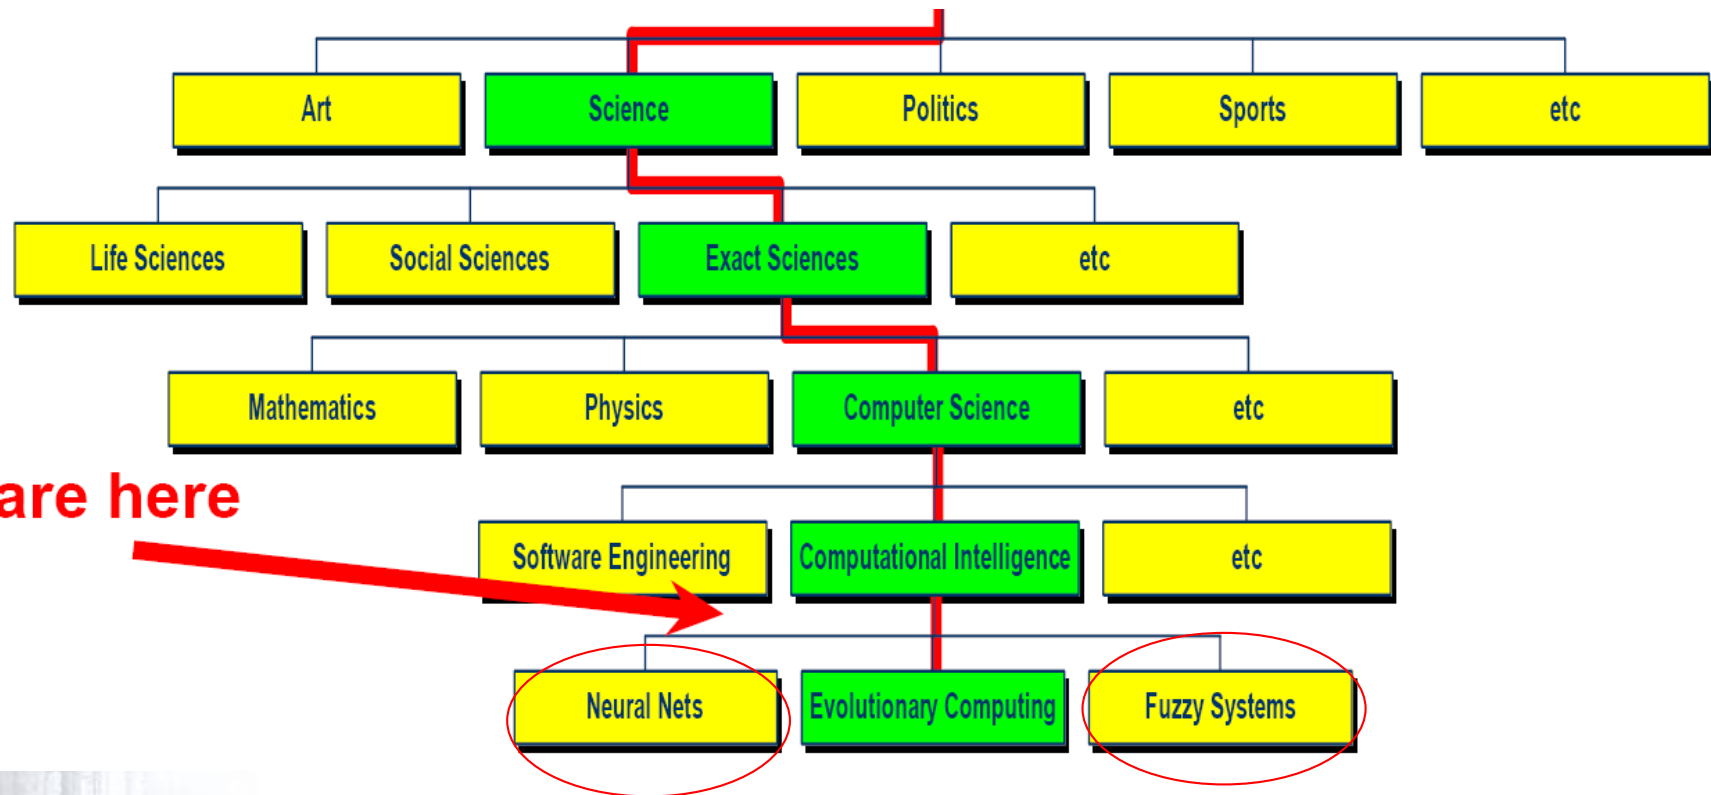 Art
Science
Politics
Sports
etc
Life Sciences
Social Sciences
Exact Sciences
etc
Mathematics
Physics
Computer Science
etc
are here
Software Engineering
Computational Intelligence
etc
Neural Nets
Evolutionary Computing
Fuzzy Systems